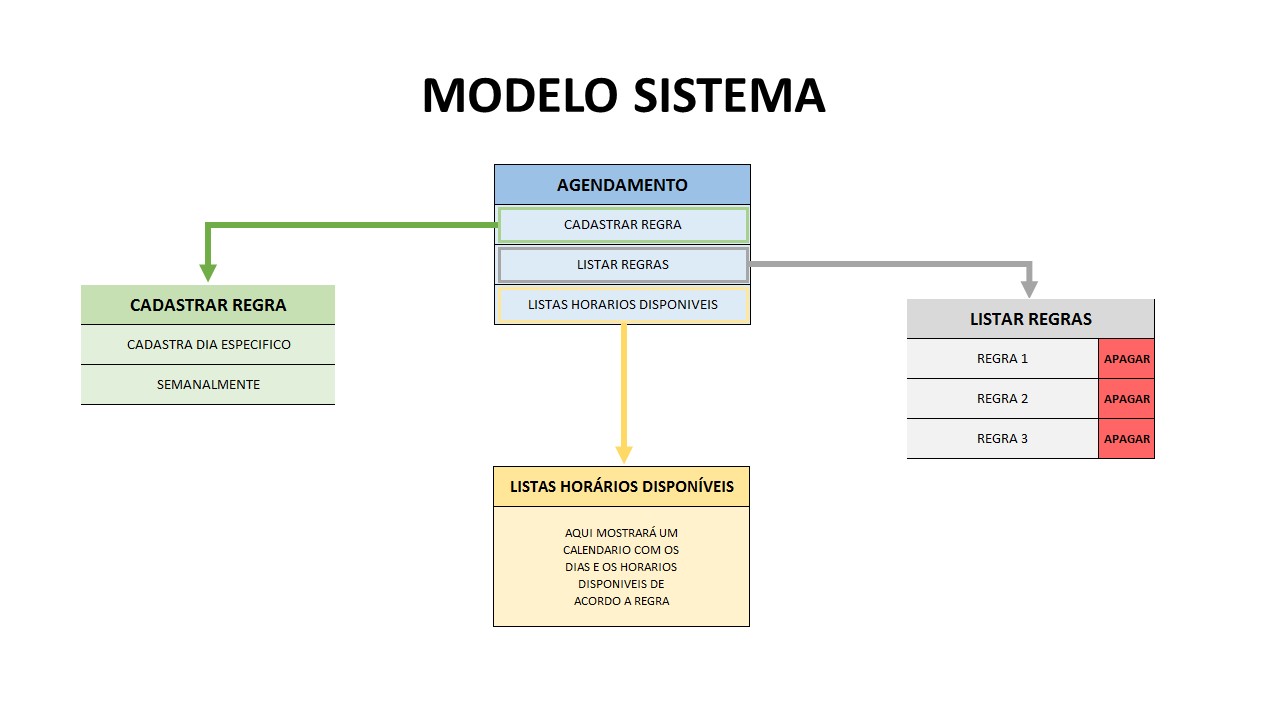 MODELO SISTEMA
AGENDAMENTO
CADASTRAR REGRA
LISTAR REGRAS
LISTAS HORARIOS DISPONIVEIS
CADASTRAR REGRA
CADASTRA DIA ESPECIFICO
SEMANALMENTE
LISTAR REGRAS
REGRA 1 APAGAR
REGRA 2 APAGAR
REGRA 3 APAGAR
LISTAS HORÁRIOS DISPONÍVEIS
AQUI MOSTRARÁ UM
CALENDARIO COM OS
DIAS E OS HORARIOS
DISPONIVEIS DE
ACORDO A REGRA